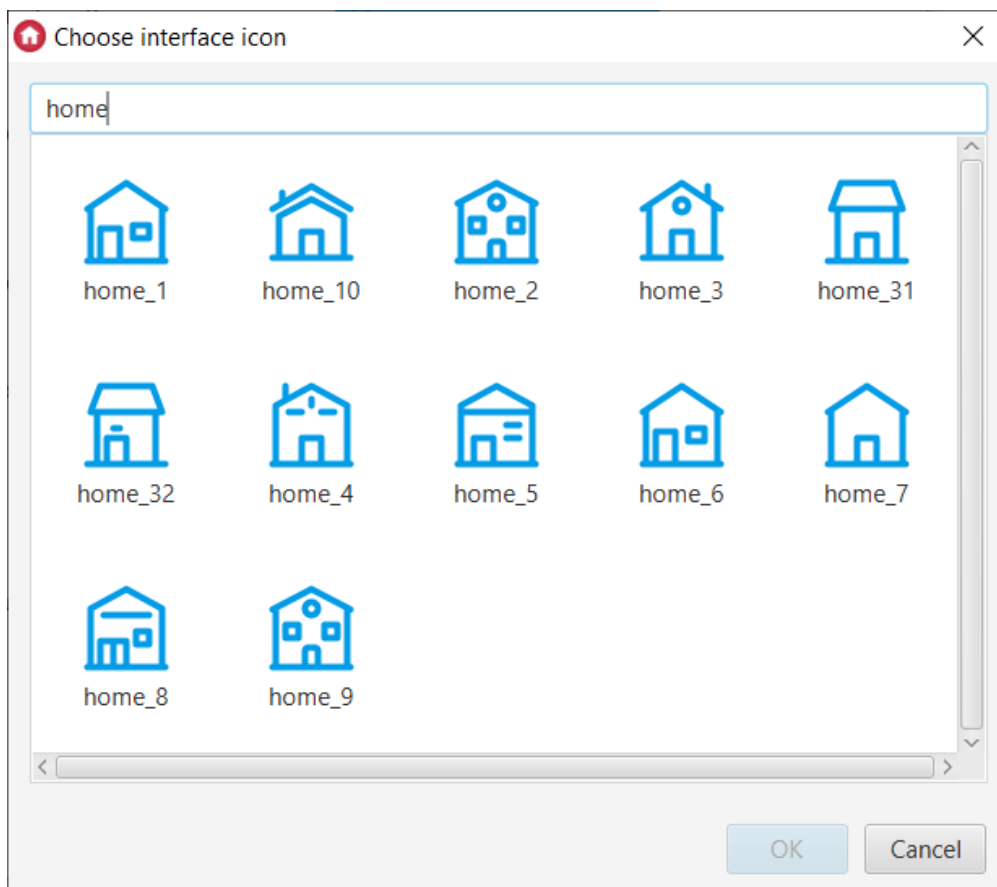 Choose interface icon
home
home_1 home_10 home_2 home_3 home_31
home_32 home_4 home_5 home_6 home_7
home_8 home_9
OK Cancel